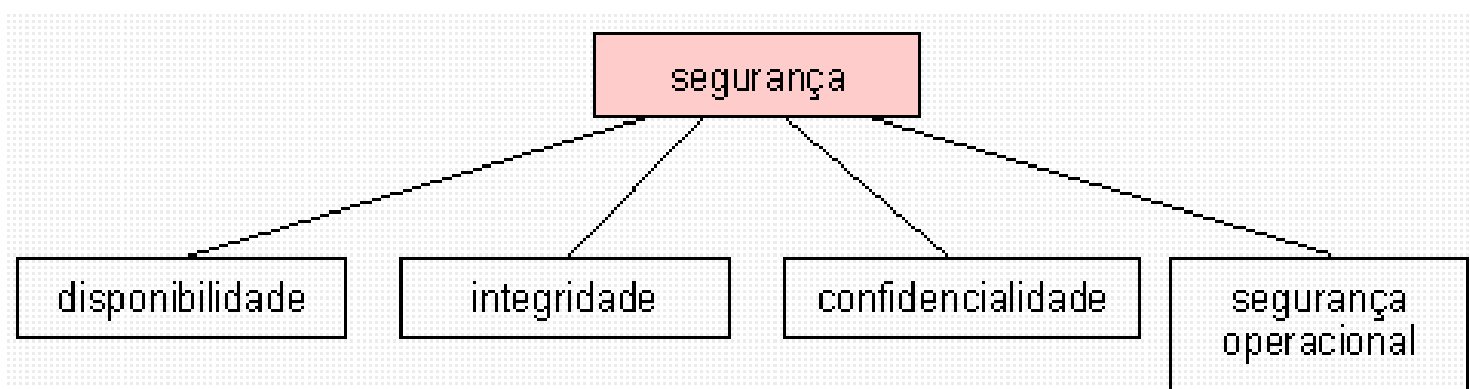 segurança
disponibilidade
integridade
confidencialidade
segurança
operacional